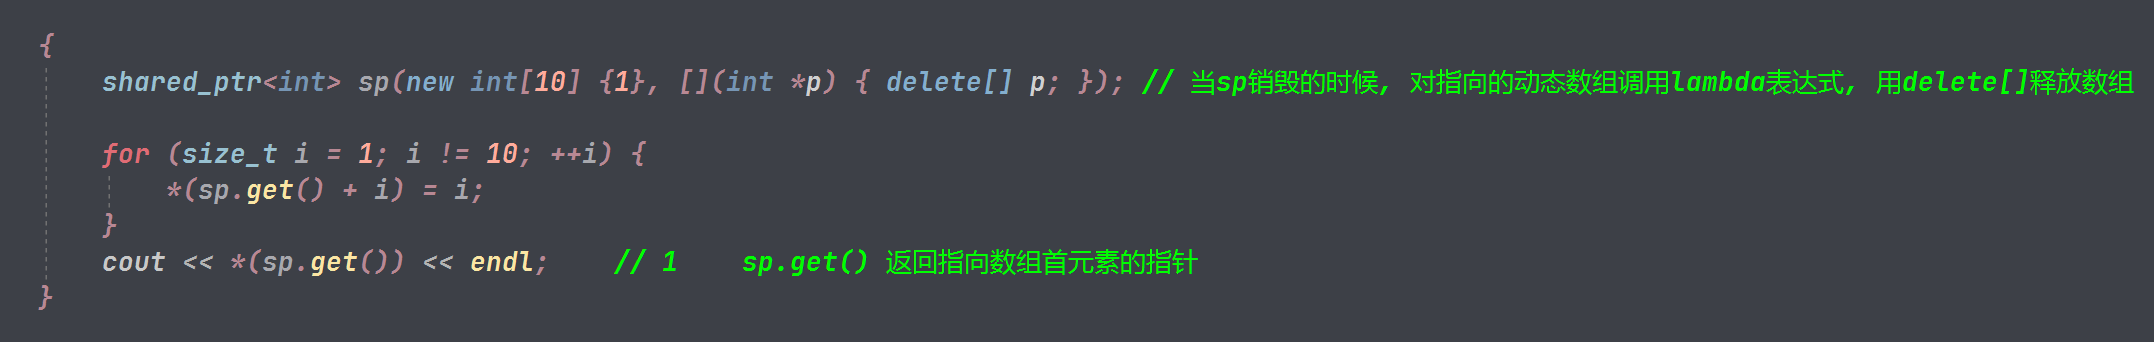 {
    shared_ptr<int> sp(new int[10] {1}, [](int *p) { delete[] p; }); // 当sp销毁的时候, 对指向的动态数组调用lambda表达式, 用delete[]释放数组
    for (size_t i = 1; i != 10; ++i) {
        *(sp.get() + i) = i;
    }
    cout << *(sp.get()) << endl;    // 1    sp.get() 返回指向数组首元素的指针
}